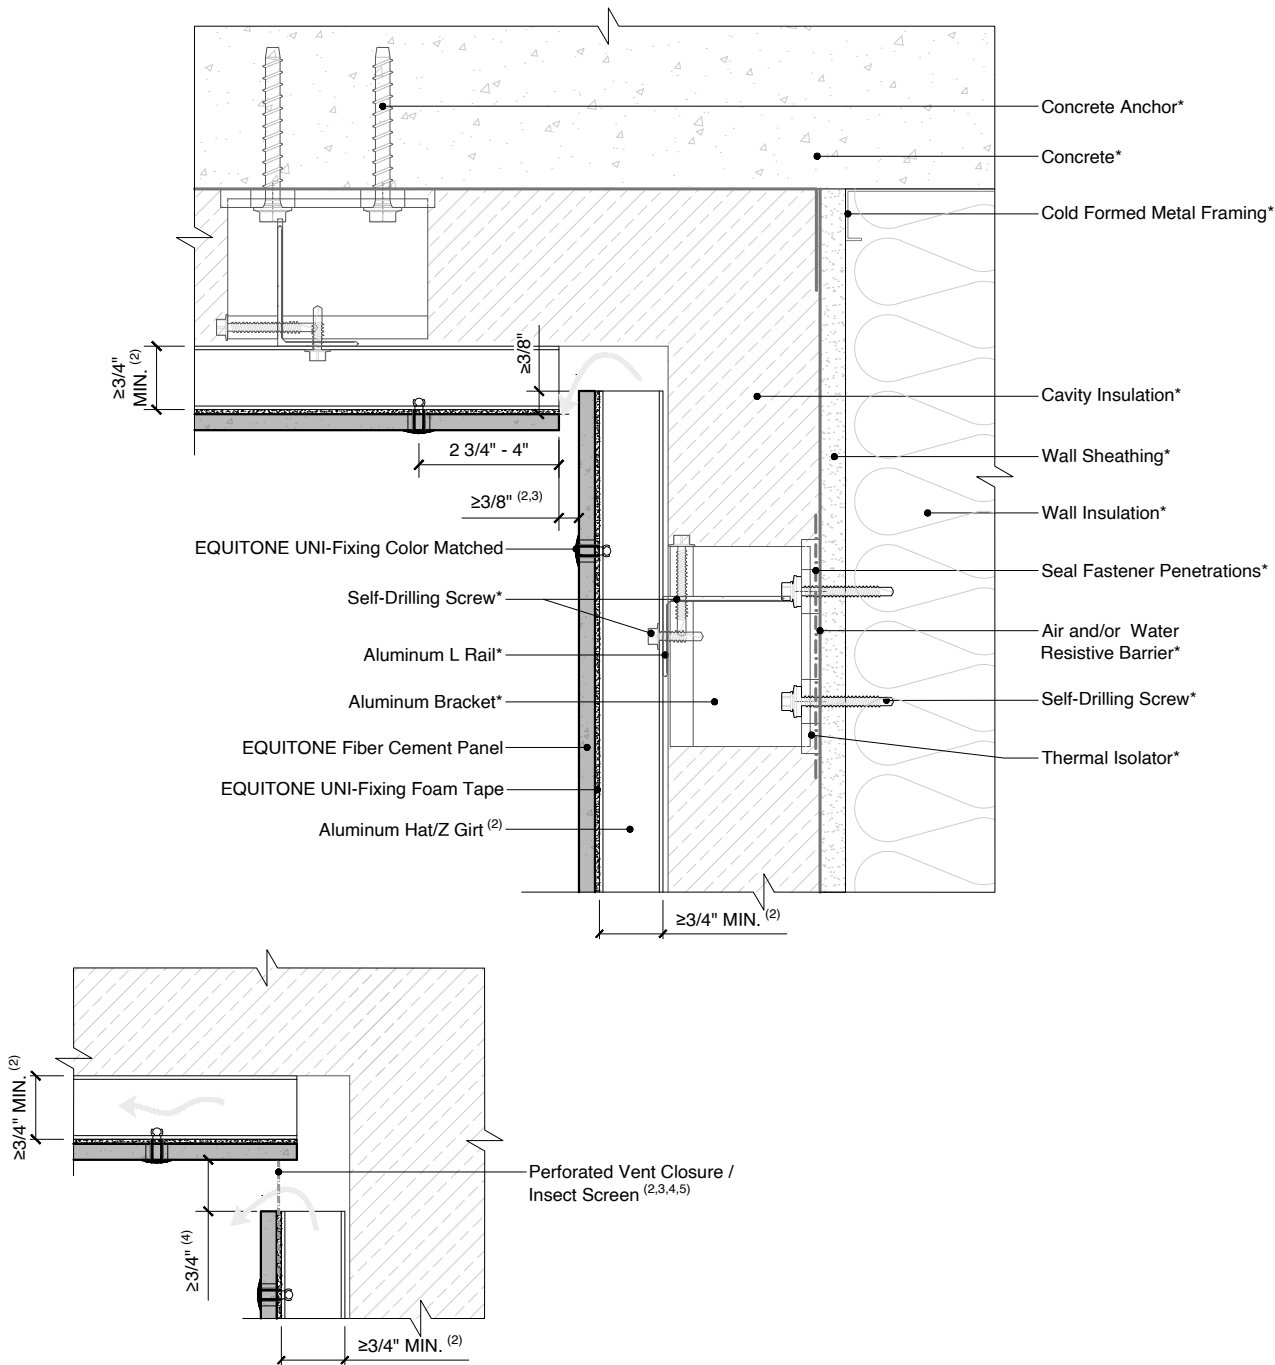 Concrete Anchor*
Concrete*
Cold Formed Metal Framing*
≥3/8"
≥3/4"
MIN. (2)
Cavity Insulation*
2 3/4" - 4"
Wall Sheathing*
≥3/8" (2,3)
Wall Insulation*
EQUITONE UNI-Fixing Color Matched
Seal Fastener Penetrations*
Self-Drilling Screw*
Air and/or Water
Resistive Barrier*
Aluminum L Rail*
Aluminum Bracket*
Self-Drilling Screw*
EQUITONE Fiber Cement Panel
Thermal Isolator*
EQUITONE UNI-Fixing Foam Tape
Aluminum Hat/Z Girt (2)
≥3/4" MIN. (2)
≥3/4" MIN. (2)
Perforated Vent Closure /
Insect Screen (2,3,4,5)
≥3/4" (4)
≥3/4" MIN. (2)